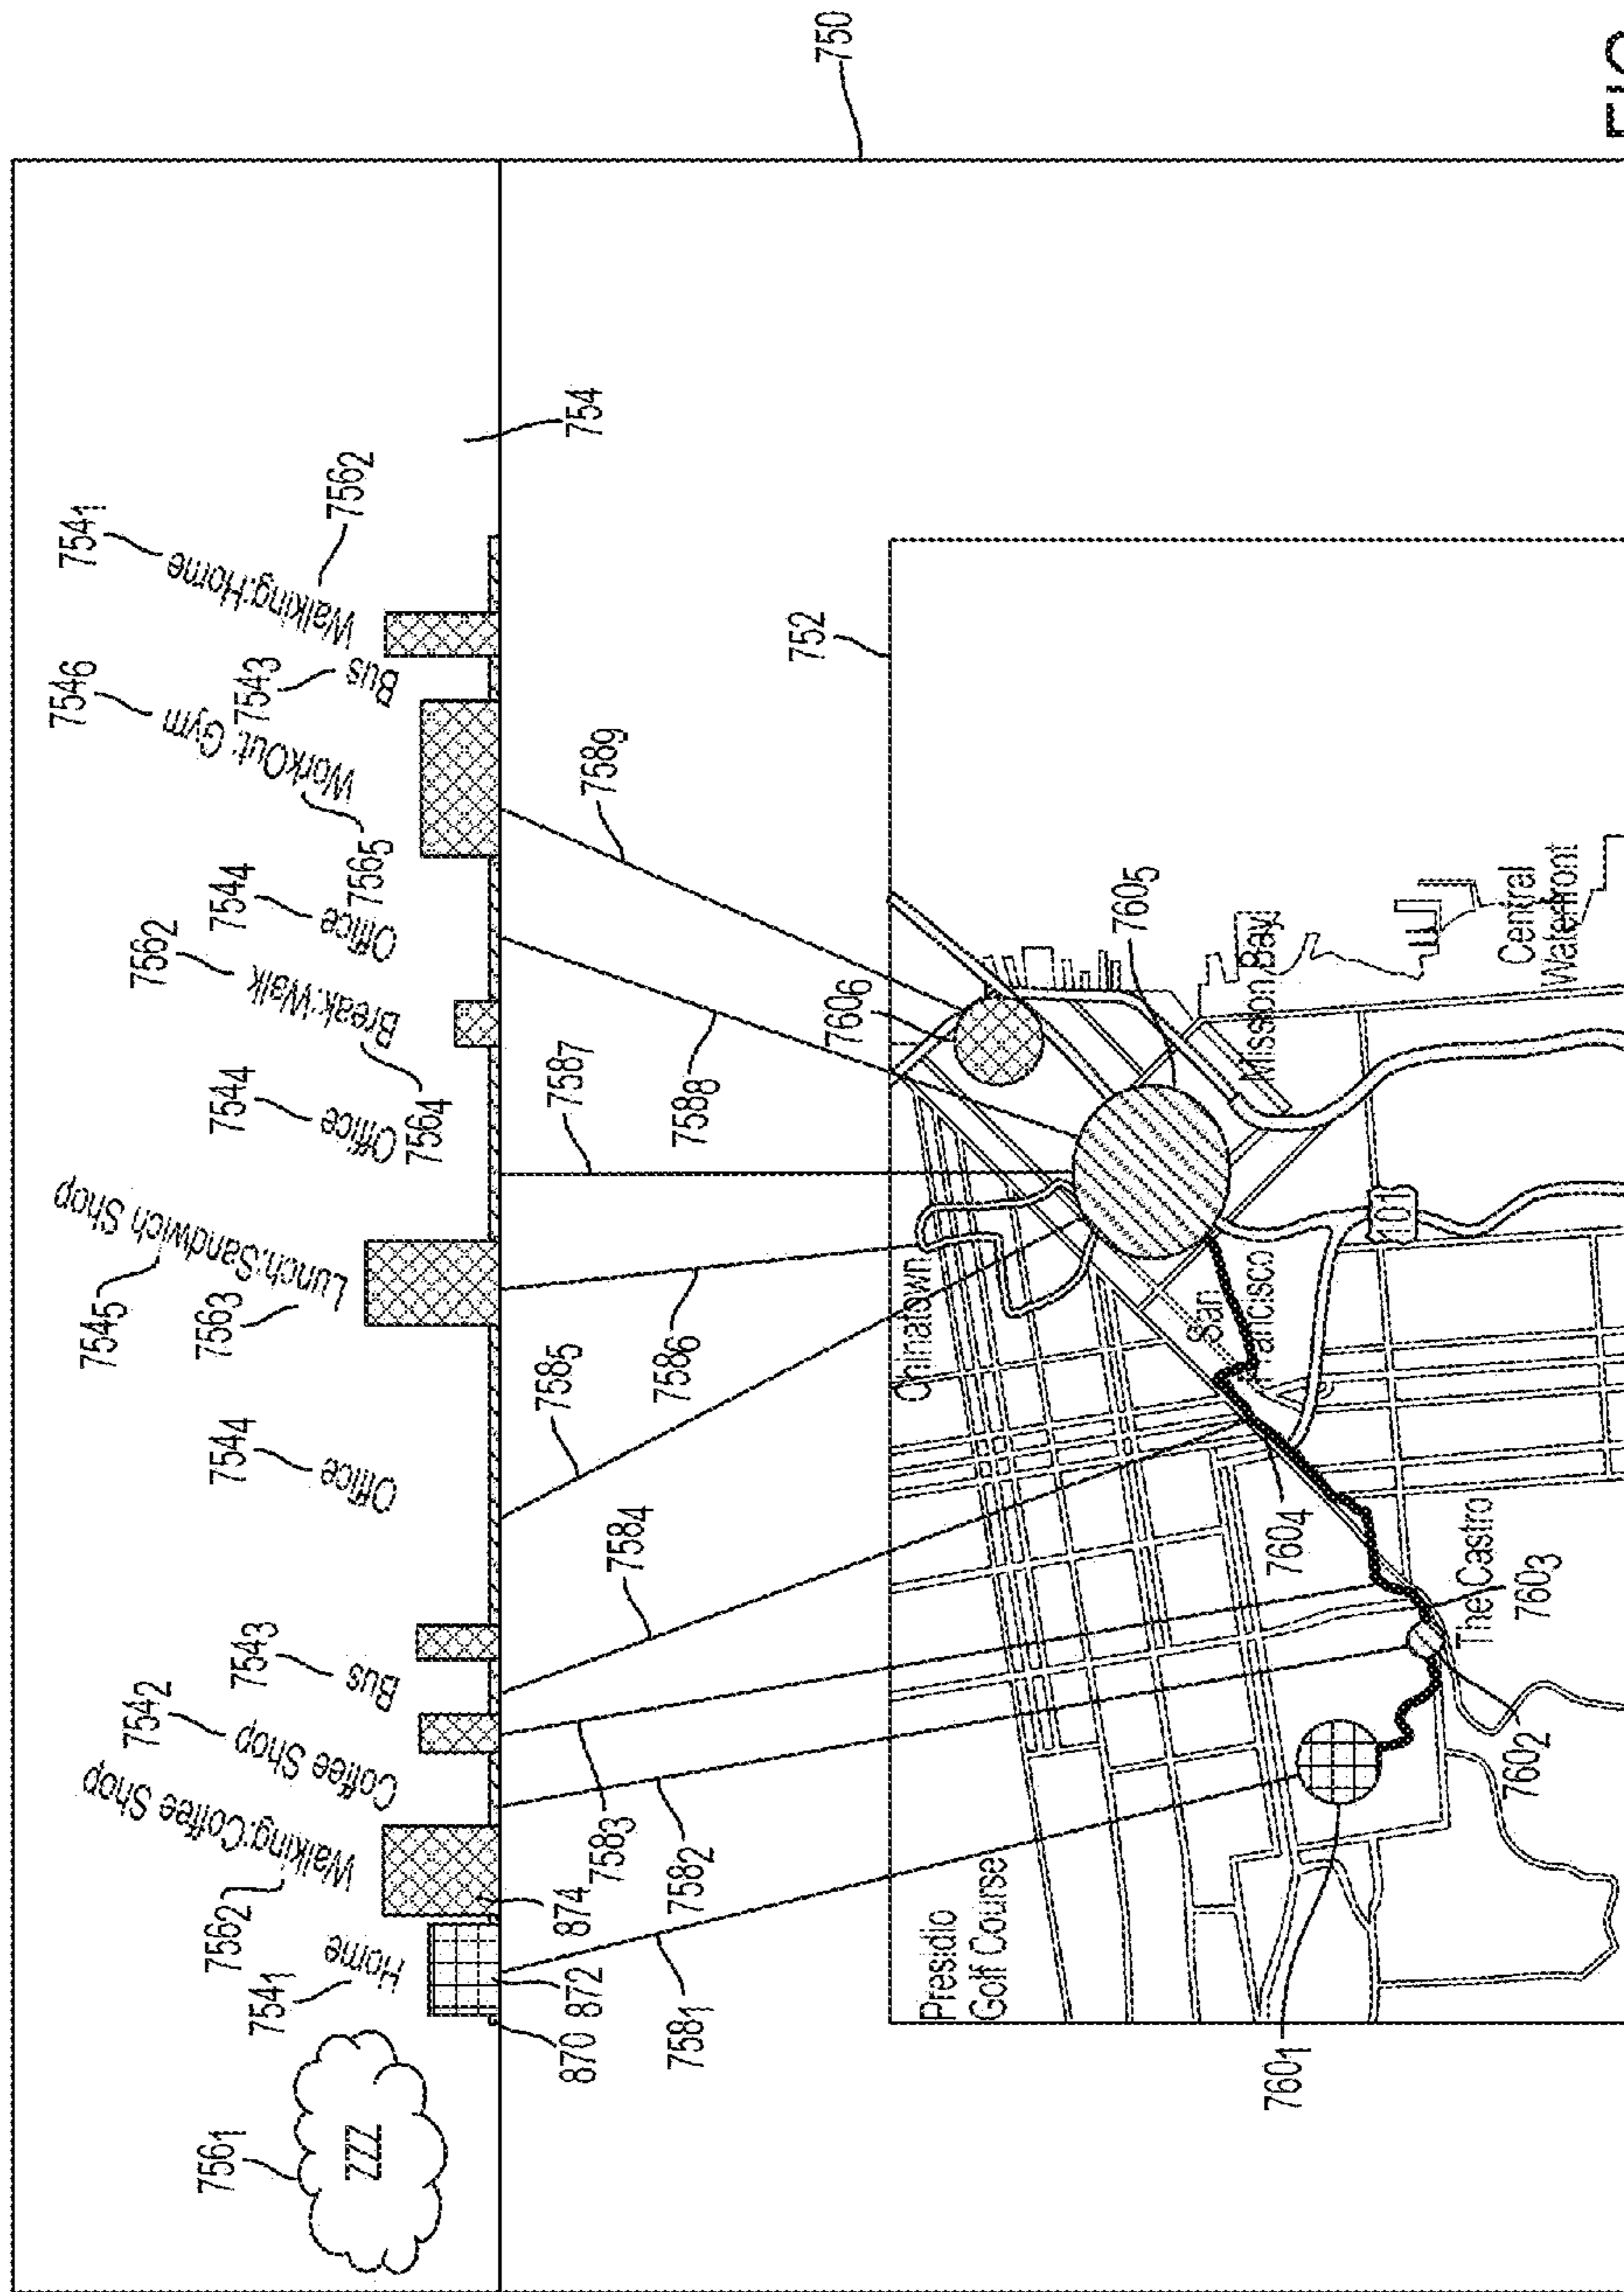 756₁
ZZZ
754₁
Home
756₂
Walking:Coffee Shop
754₂
Coffee Shop
754₃
Bus
754₄
Office
754₅
756₃
Lunch:Sandwich Shop
754₄
Office
756₄
Break:Walk
756₂
754₄
Office
756₅
WorkOut: Gym
754₆
754₃
Bus
Walking:Home
754₁
756₂
754
870
872
874
758₁
758₂
758₃
758₄
758₅
758₆
758₇
758₈
758₉
750
752
Presidio
Golf Course
Chinatown
San
Francisco
101
Mission Bay
Central
Waterfront
The Castro
760₁
760₂
760₃
760₄
760₅
760₆